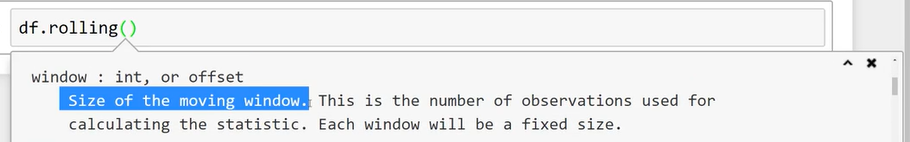 df.rolling()
window : int, or offset
Size of the moving window. This is the number of observations used for
calculating the statistic. Each window will be a fixed size.